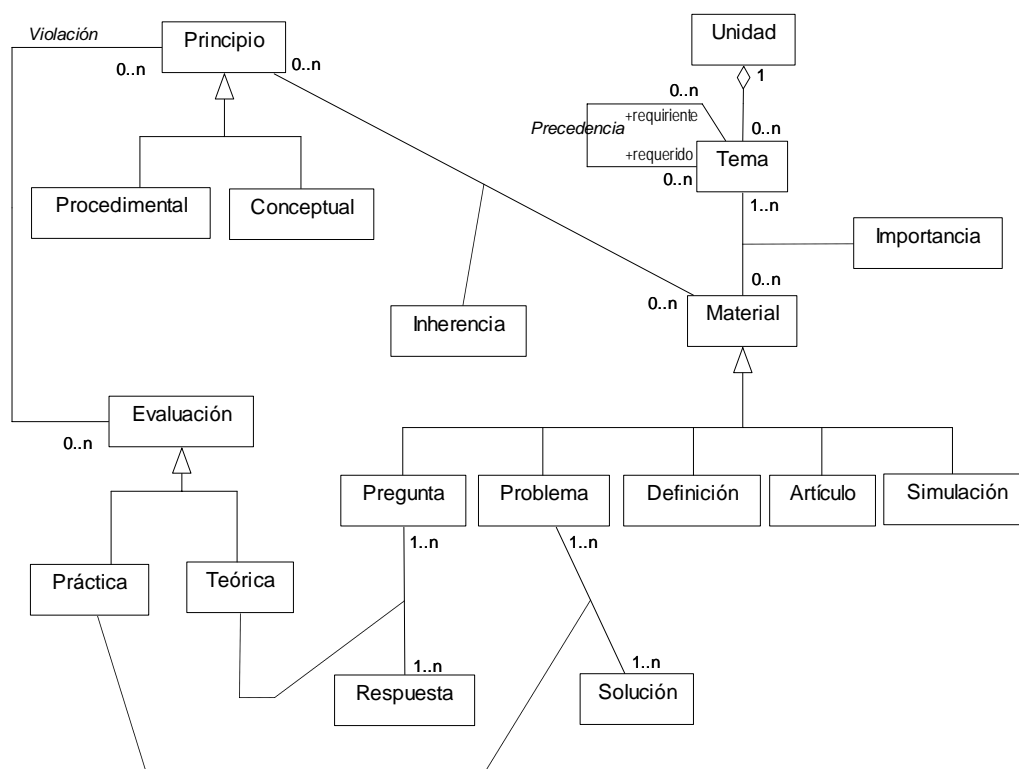 Violación
Principio
0..n
0..n
Unidad
1
0..n
+requiriente
Precedencia
+requerido
0..n
0..n
Tema
1..n
Procedimental
Conceptual
Importancia
0..n
0..n
Material
Inherencia
Evaluación
0..n
Pregunta
Problema
Definición
Artículo
Simulación
1..n
1..n
Práctica
Teórica
1..n
1..n
Respuesta
Solución